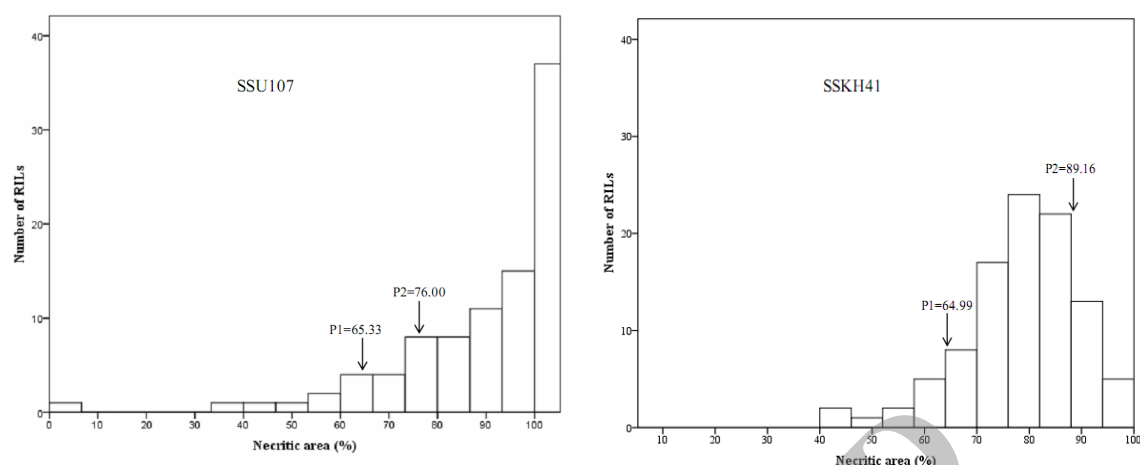 40
30
20
10
0
Number of RILs
SSU107
P2=76.00
P1=65.33
0 10 20 30 40 50 60 70 80 90 100
Necritic area (%)
40
30
20
10
0
Number of RILs
SSKH41
P2=89.16
P1=64.99
10 20 30 40 50 60 70 80 90 100
Necritic area (%)